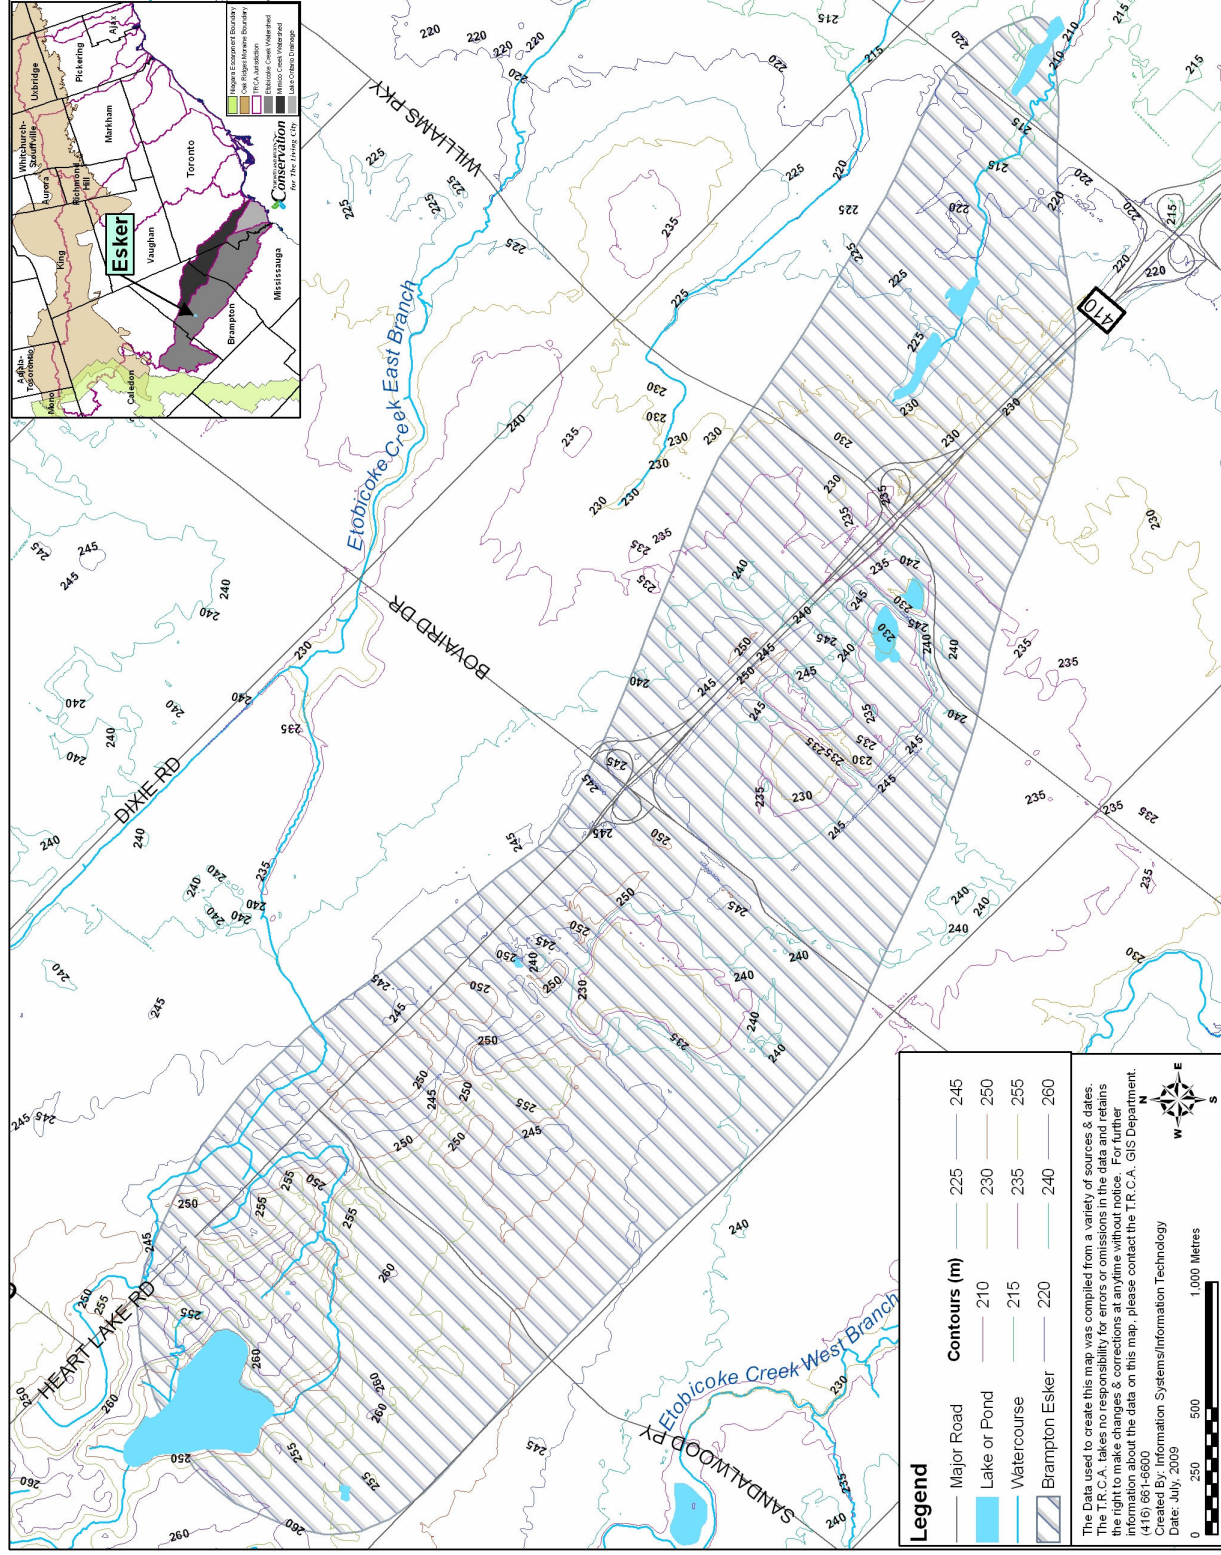 Adjala-
Tosorontio
Mono
Caledon
King
Aurora
Whitchurch-
Stouffville
Richmond
Hill
Uxbridge
Pickering
Ajax
Markham
Vaughan
Toronto
Brampton
Mississauga
Esker
Niagara Escarpment Boundary
Oak Ridges Moraine Boundary
TRCA Jurisdiction
Etobicoke Creek Watershed
Mimico Creek Watershed
Lake Ontario Drainage
Conservation
for The Living City
WILLIAMS PKY
Etobicoke Creek East Branch
BOVAIRD DR
DIXIE RD
HEART LAKE RD
SANDALWOOD PY
Etobicoke Creek West Branch
410
Legend
Major Road
Lake or Pond
Watercourse
Brampton Esker
Contours (m)
210
215
220
225
230
235
240
245
250
255
260
The Data used to create this map was compiled from a variety of sources & dates.
The T.R.C.A. takes no responsibility for errors or omissions in the data and retains
the right to make changes & corrections at anytime without notice. For further
information about the data on this map, please contact the T.R.C.A. GIS Department.
(416) 661-6600
Created By: Information Systems/Information Technology
Date: July, 2009
N
E
S
W
0 250 500 1,000 Metres